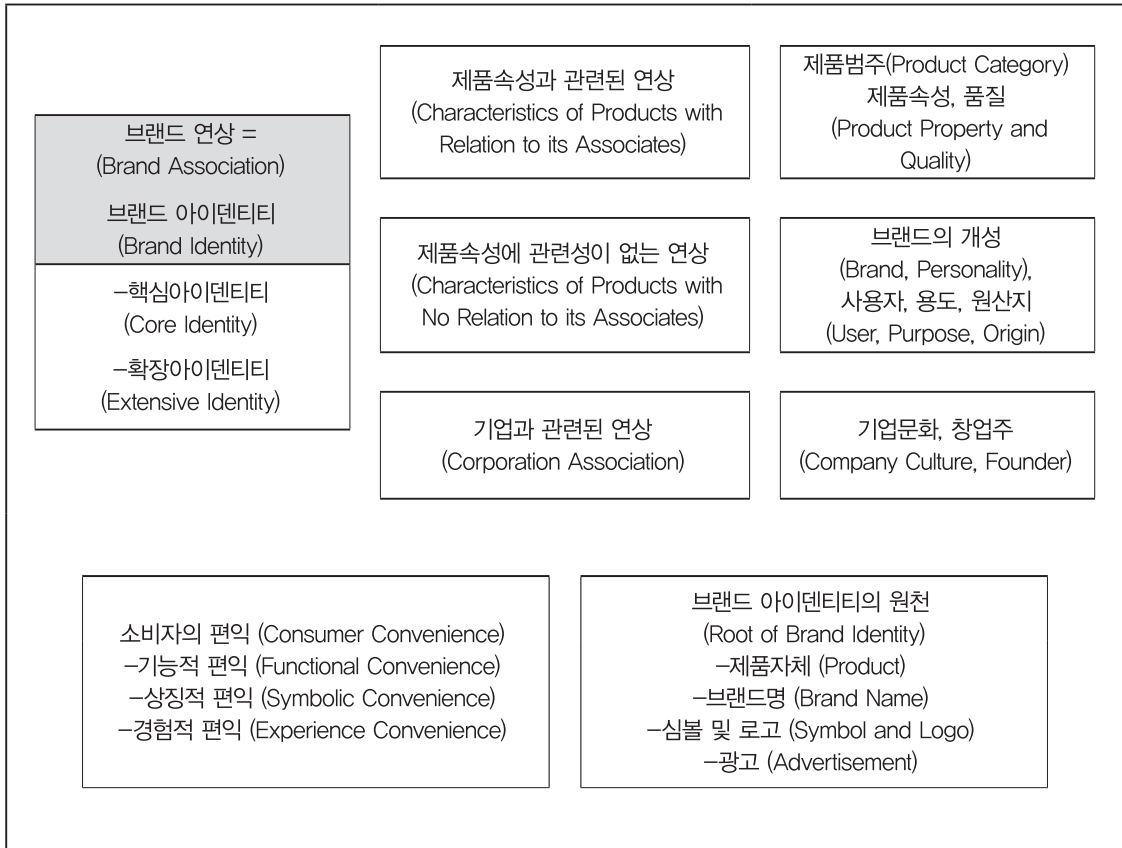 브랜드 연상 =
(Brand Association)
브랜드 아이덴티티
(Brand Identity)
–핵심아이덴티티
(Core Identity)
–확장아이덴티티
(Extensive Identity)
제품속성과 관련된 연상
(Characteristics of Products with
Relation to its Associates)
제품범주(Product Category)
제품속성, 품질
(Product Property and
Quality)
제품속성에 관련성이 없는 연상
(Characteristics of Products with
No Relation to its Associates)
브랜드의 개성
(Brand, Personality),
사용자, 용도, 원산지
(User, Purpose, Origin)
기업과 관련된 연상
(Corporation Association)
기업문화, 창업주
(Company Culture, Founder)
소비자의 편익 (Consumer Convenience)
–기능적 편익 (Functional Convenience)
–상징적 편익 (Symbolic Convenience)
–경험적 편익 (Experience Convenience)
브랜드 아이덴티티의 원천
(Root of Brand Identity)
–제품자체 (Product)
–브랜드명 (Brand Name)
–심볼 및 로고 (Symbol and Logo)
–광고 (Advertisement)